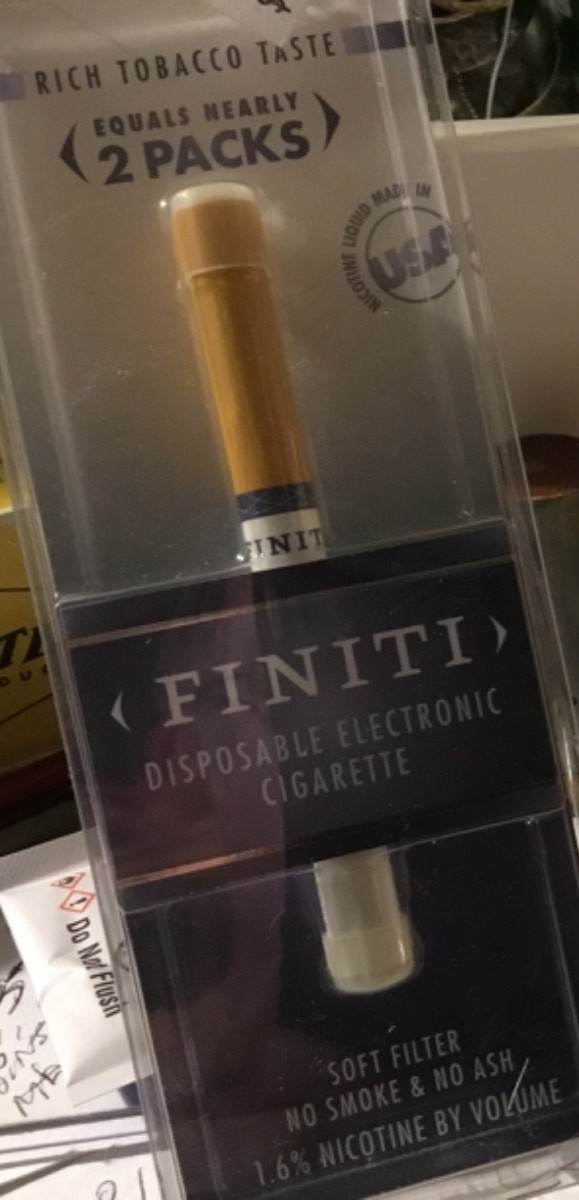 RICH TOBACCO TASTE
EQUALS NEARLY
2 PACKS
NICOTINE LIQUID MADE IN
USA
FINITI
DISPOSABLE ELECTRONIC
CIGARETTE
Do Not Flush
SOFT FILTER
NO SMOKE & NO ASH
1.6% NICOTINE BY VOLUME